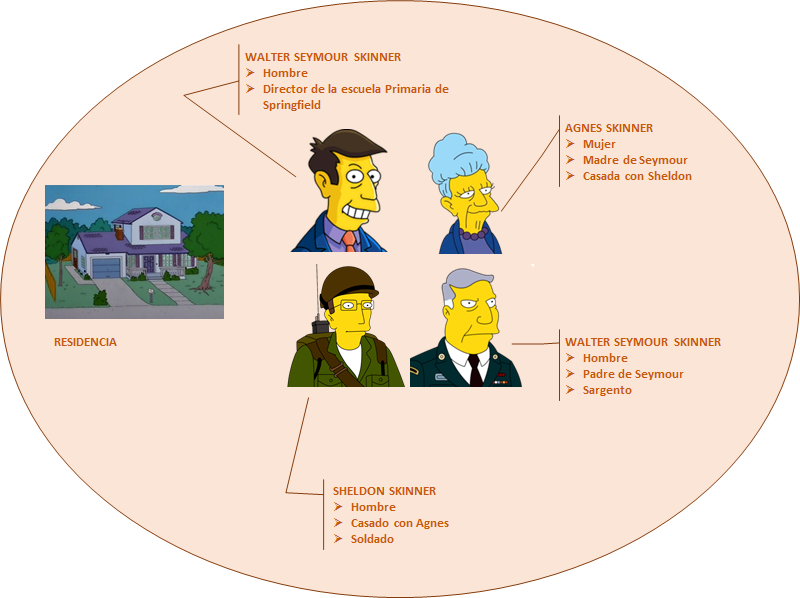 WALTER SEYMOUR SKINNER
➢ Hombre
➢ Director de la escuela Primaria de
Springfield
AGNES SKINNER
➢ Mujer
➢ Madre de Seymour
➢ Casada con Sheldon
RESIDENCIA
WALTER SEYMOUR SKINNER
➢ Hombre
➢ Padre de Seymour
➢ Sargento
SHELDON SKINNER
➢ Hombre
➢ Casado con Agnes
➢ Soldado